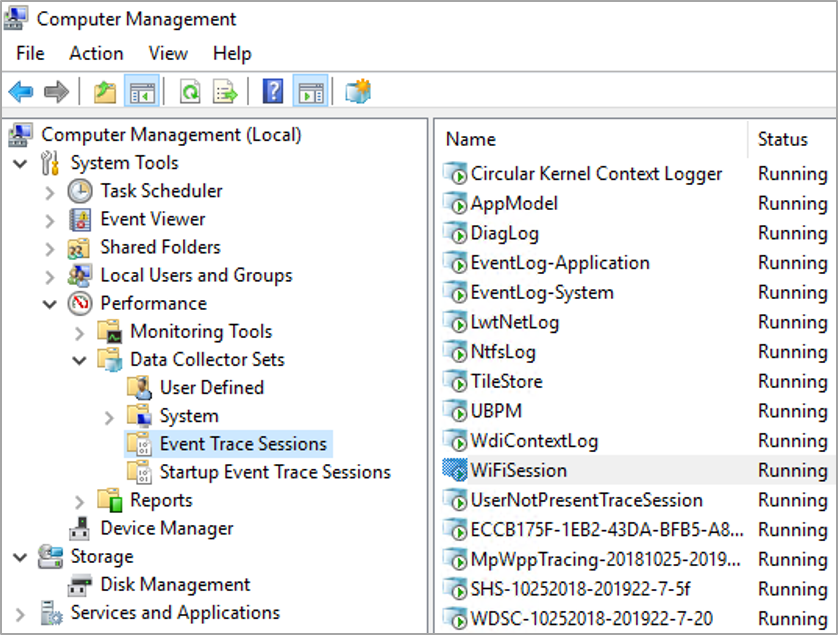 Computer Management
File Action View Help
Computer Management (Local)
System Tools
Task Scheduler
Event Viewer
Shared Folders
Local Users and Groups
Performance
Monitoring Tools
Data Collector Sets
User Defined
System
Event Trace Sessions
Startup Event Trace Sessions
Reports
Device Manager
Storage
Disk Management
Services and Applications
Name Status
Circular Kernel Context Logger Running
AppModel Running
DiagLog Running
EventLog-Application Running
EventLog-System Running
LwtNetLog Running
NtfsLog Running
TileStore Running
UBPM Running
WdiContextLog Running
WiFiSession Running
UserNotPresentTraceSession Running
ECCB175F-1EB2-43DA-BFB5-A8... Running
MpWppTracing-20181025-2019... Running
SHS-10252018-201922-7-5f Running
WDSC-10252018-201922-7-20 Running